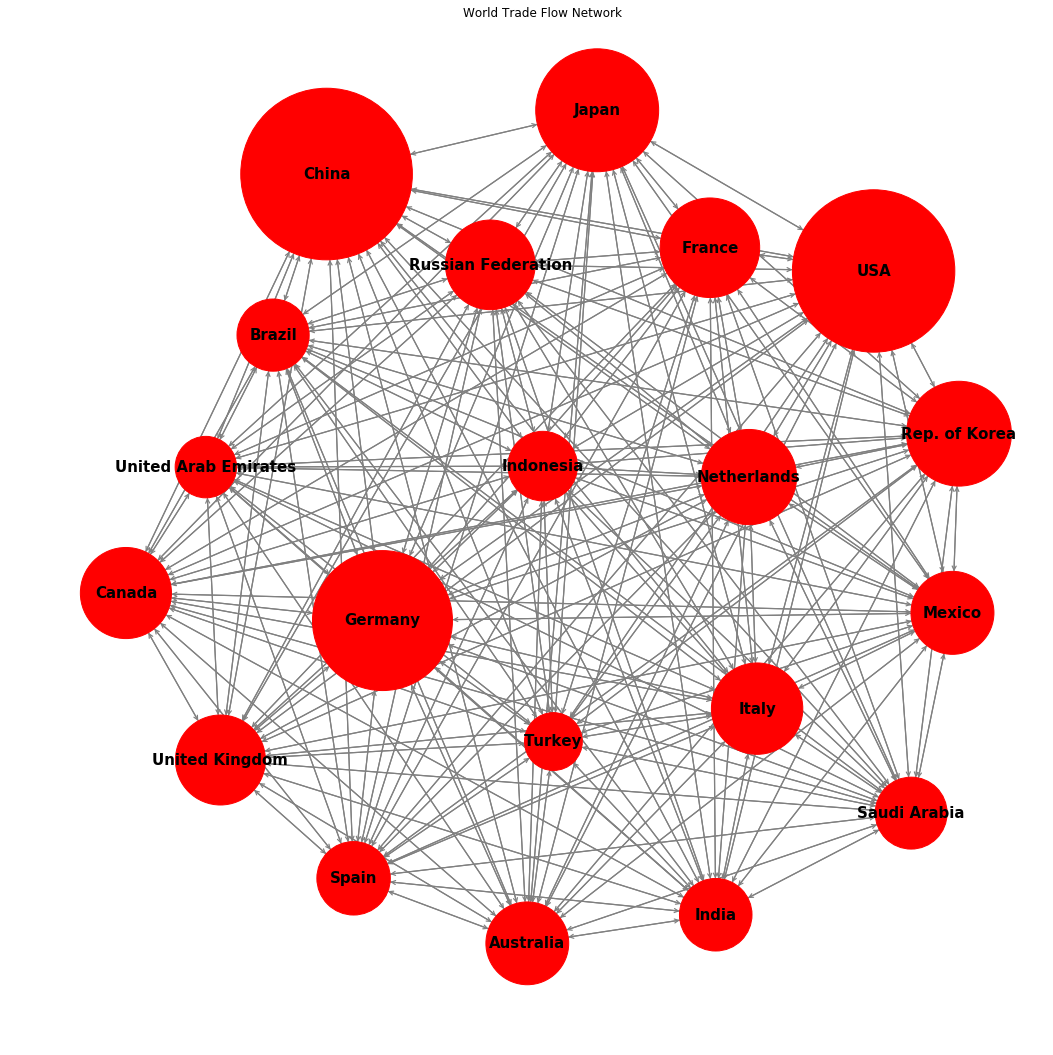 World Trade Flow Network
Japan
China
France
Russian Federation
USA
Brazil
Rep. of Korea
United Arab Emirates
Indonesia
Netherlands
Canada
Mexico
Germany
Italy
Turkey
United Kingdom
Saudi Arabia
Spain
India
Australia